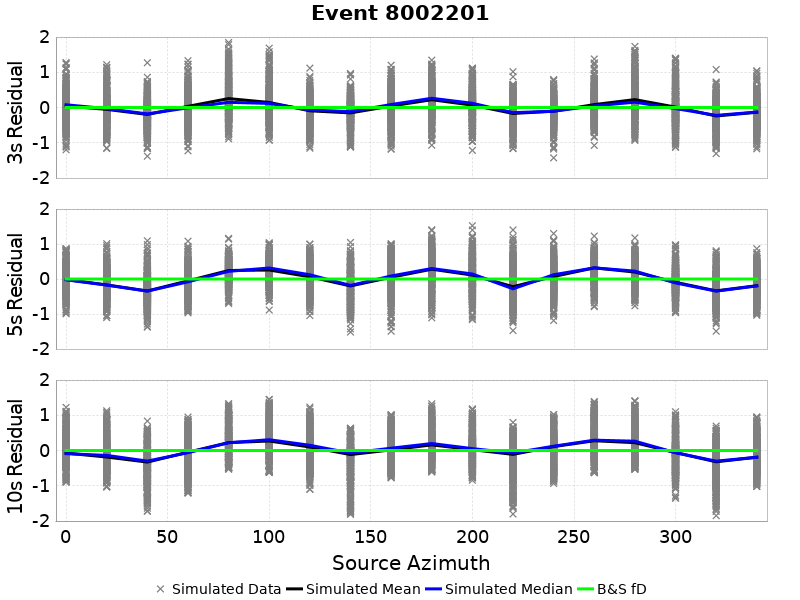 Event 8002201
3s Residual
2
1
0
-1
-2
5s Residual
2
1
0
-1
-2
10s Residual
2
1
0
-1
-2
0 50 100 150 200 250 300
Source Azimuth
Simulated Data Simulated Mean Simulated Median B&S fD